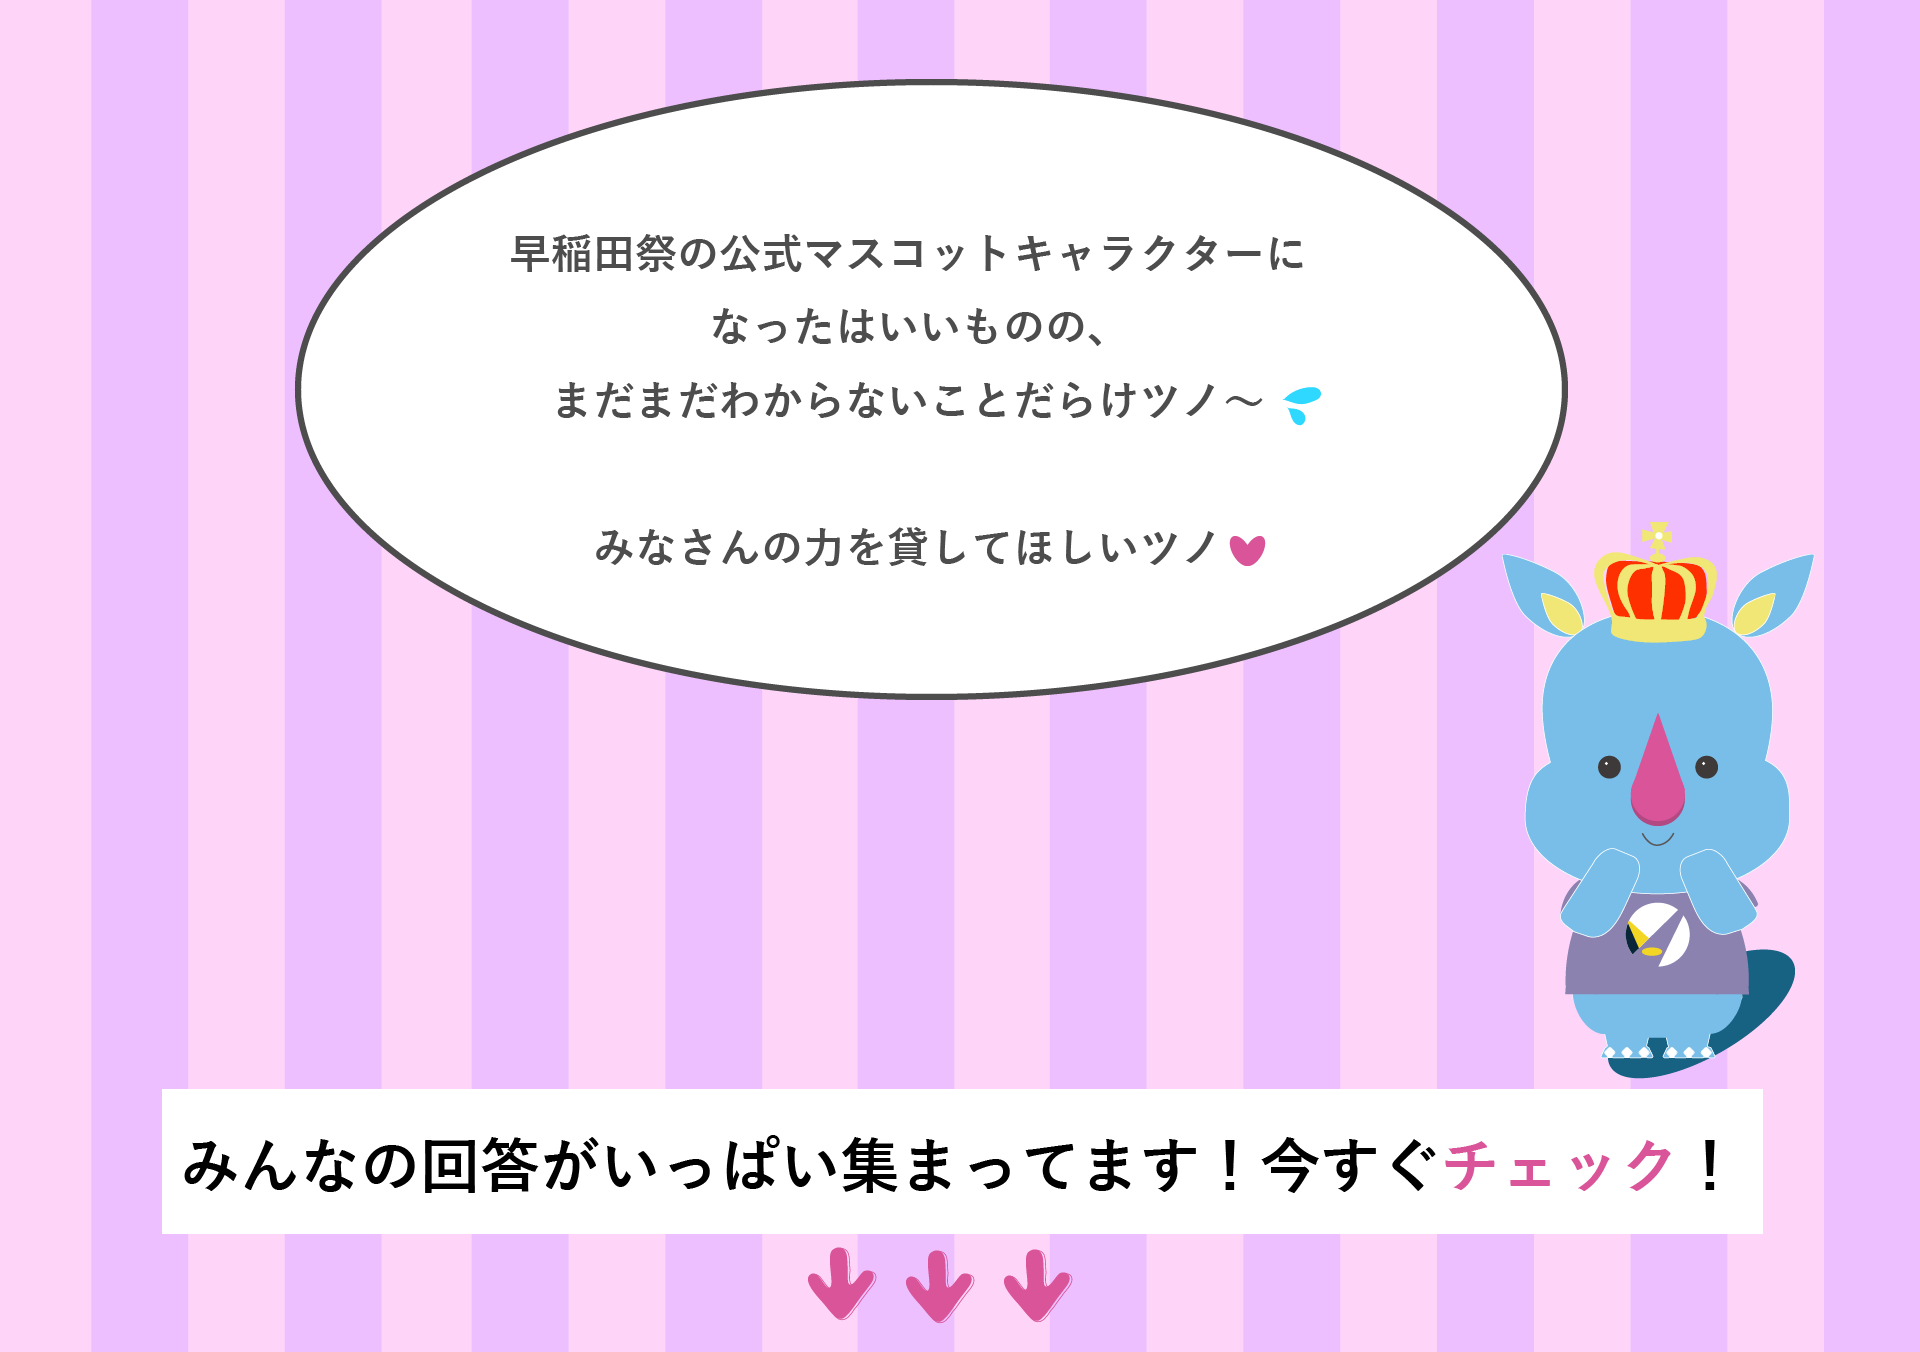 早稲田祭の公式マスコットキャラクターに
なったはいいものの、
まだまだわからないことだらけツノ〜
みなさんの力を貸してほしいツノ
みんなの回答がいっぱい集まってます！今すぐチェック！